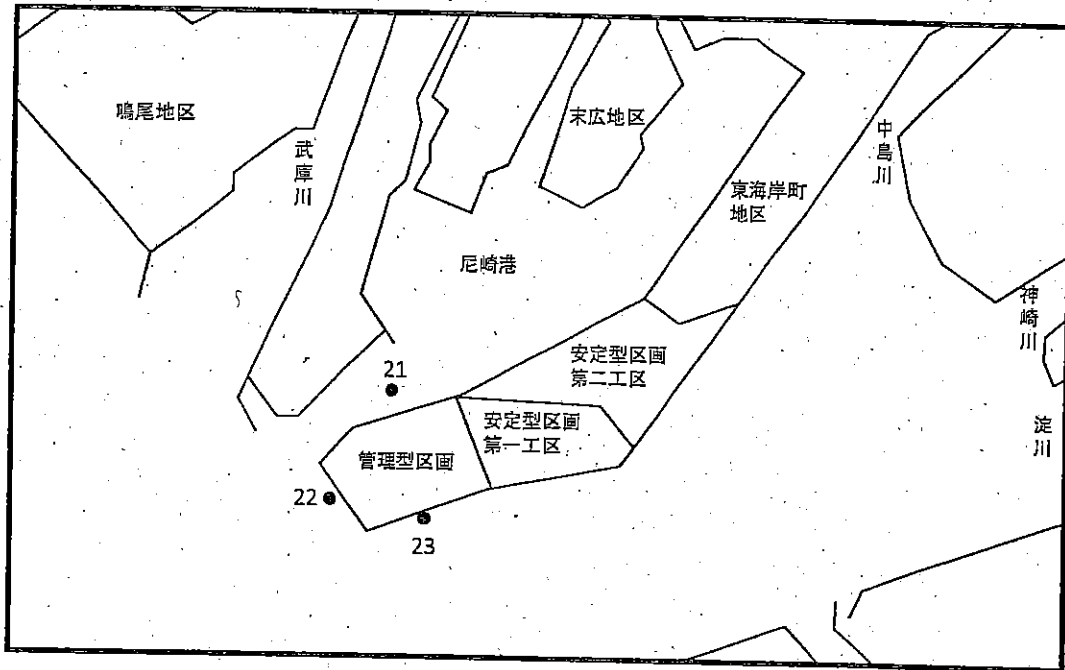 鳴尾地区
武庫川
末広地区
中島川
東海岸町
地区
尼崎港
神崎川
安定型区画
第二工区
21
安定型区画
第一工区
淀川
管理型区画
22
23